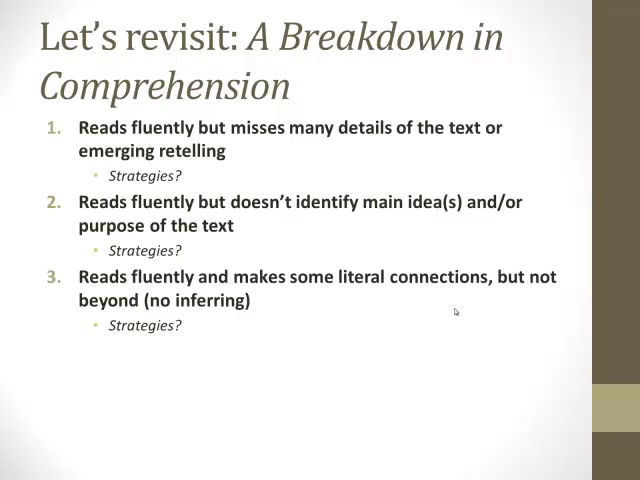 Let’s revisit: A Breakdown in
Comprehension
1. Reads fluently but misses many details of the text or
emerging retelling
• Strategies?
2. Reads fluently but doesn’t identify main idea(s) and/or
purpose of the text
• Strategies?
3. Reads fluently and makes some literal connections, but not
beyond (no inferring)
• Strategies?